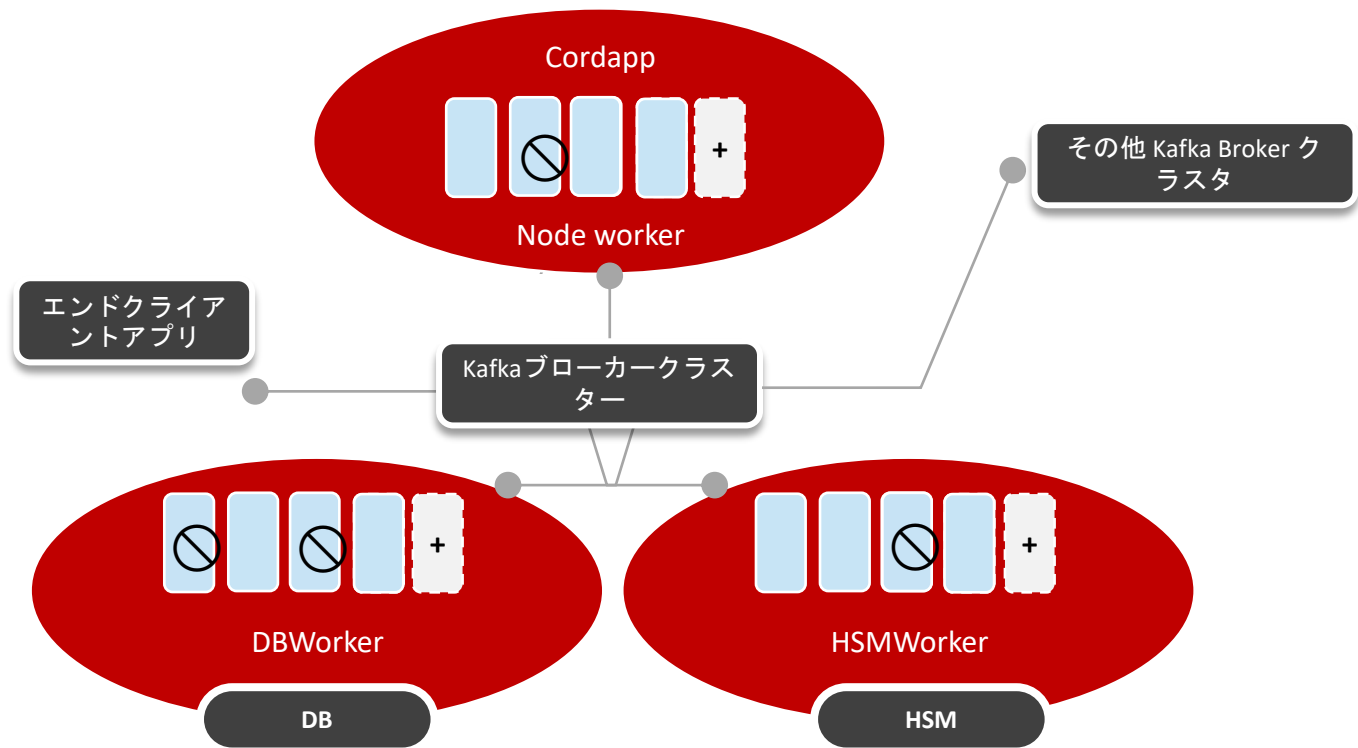 Cordapp
+
Node worker
その他 Kafka Broker ク
ラスタ
エンドクライア
ントアプリ
Kafkaブローカークラス
ター
+
DBWorker
DB
+
HSMWorker
HSM